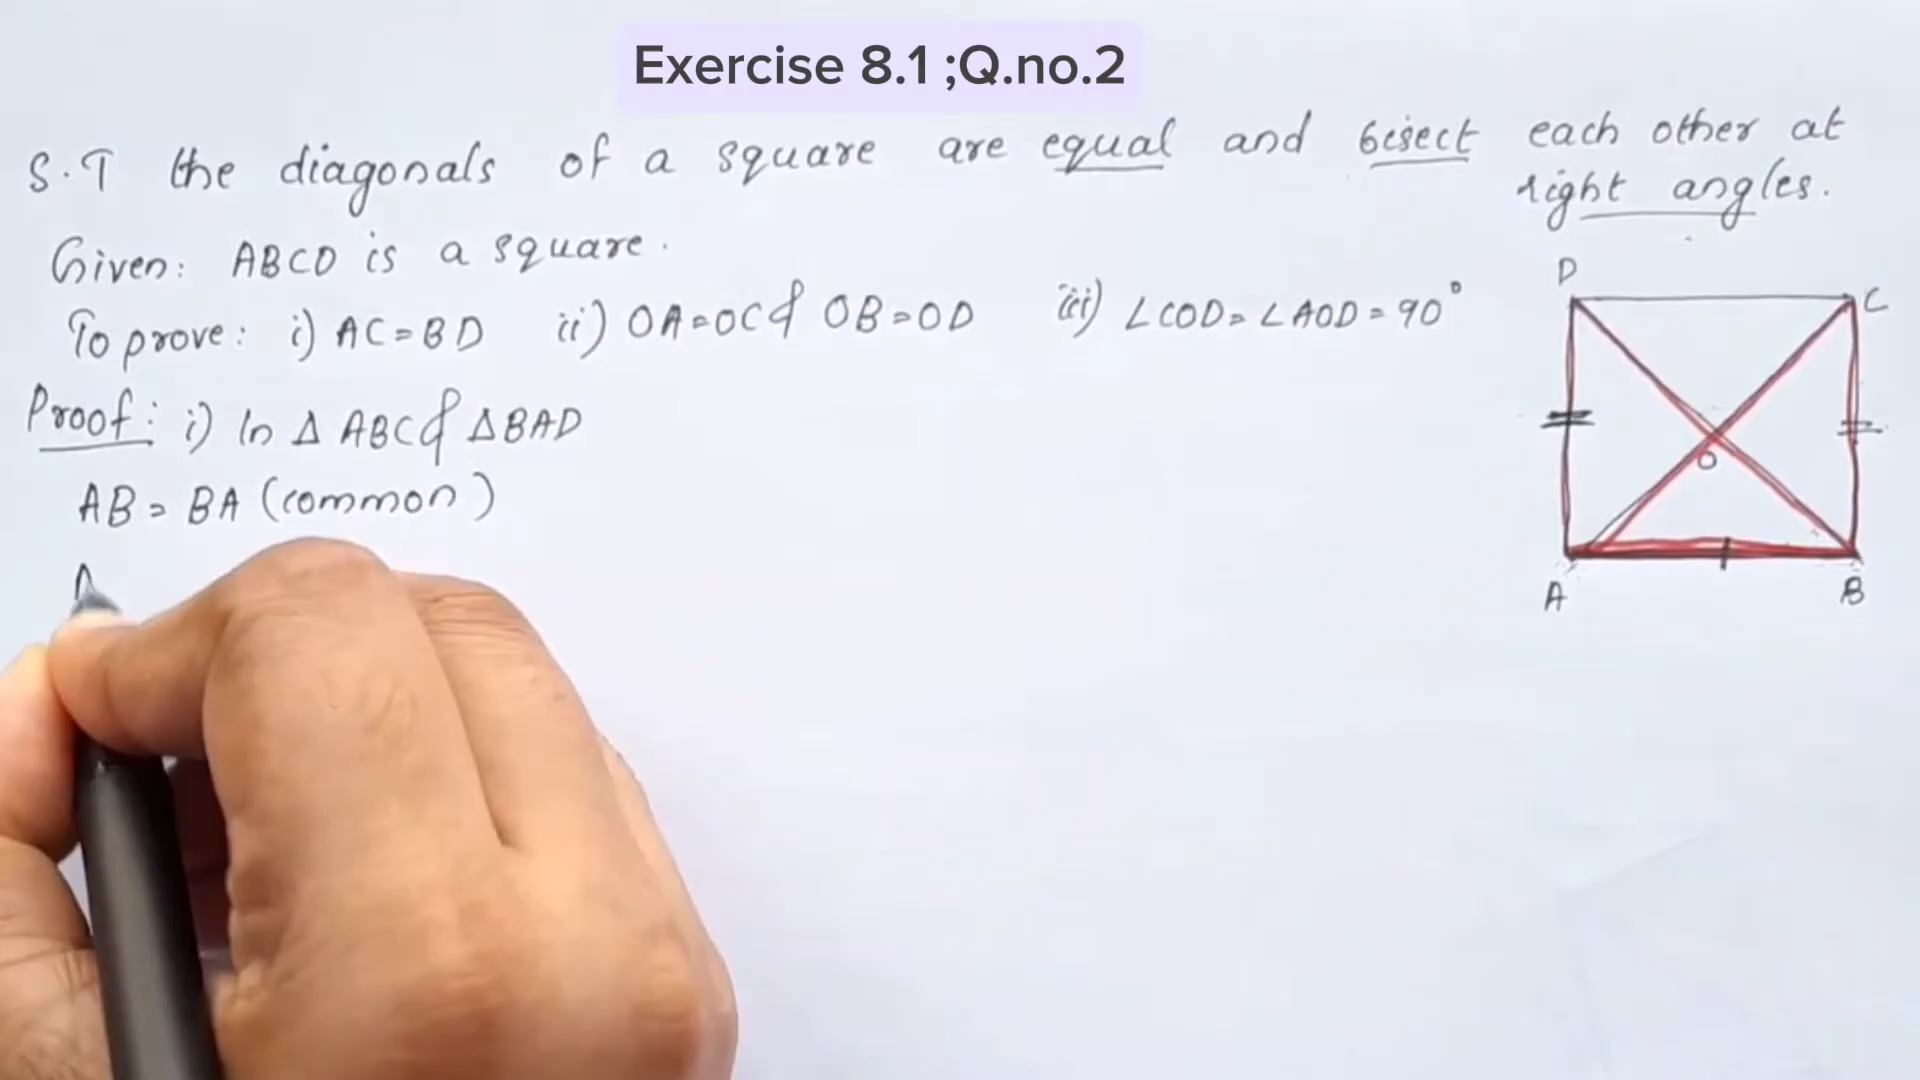 Exercise 8.1 ;Q.no.2
S.T the diagonals of a square are equal and bisect each other at
right angles.
Given: ABCD is a square.
To prove: i) AC=BD ii) OA=OC & OB=OD iii) ∠COD=∠AOD=90°
Proof: i) In Δ ABC & ΔBAD
AB = BA (common)
D
C
O
A
B